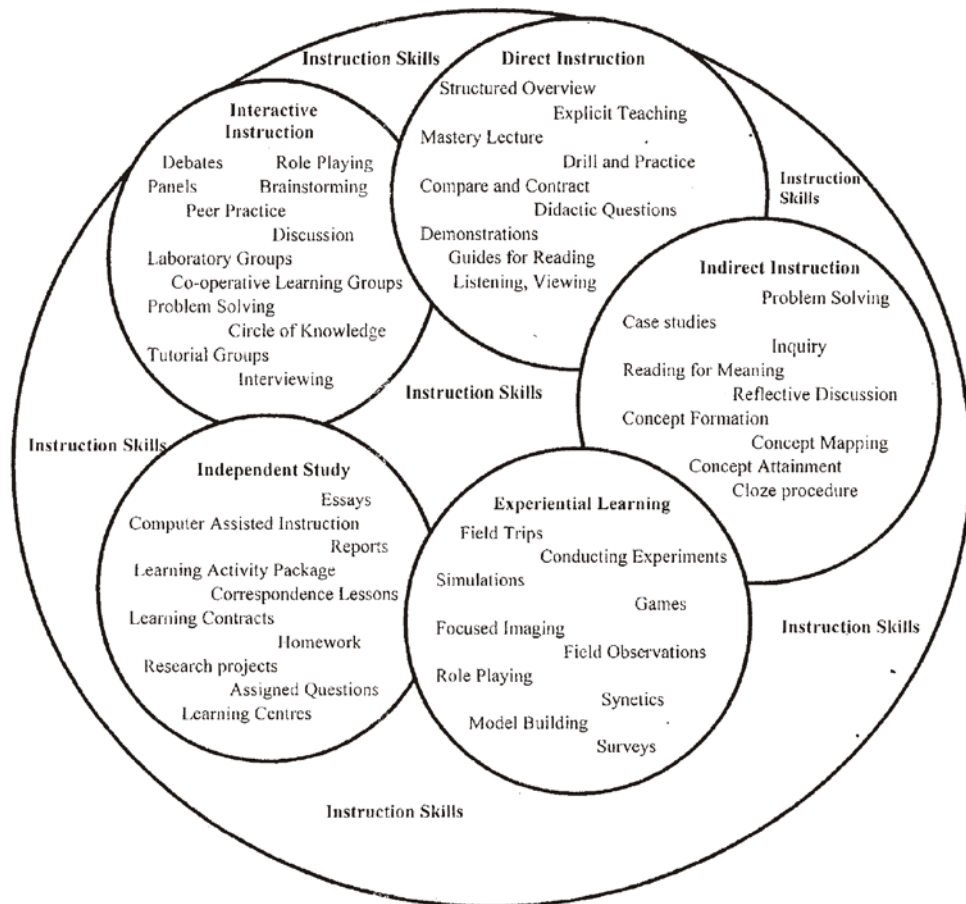 Instruction Skills
Direct Instruction
Structured Overview
Explicit Teaching
Mastery Lecture
Drill and Practice
Compare and Contract
Didactic Questions
Demonstrations
Guides for Reading
Listening, Viewing
Interactive
Instruction
Debates Role Playing
Panels Brainstorming
Peer Practice
Discussion
Laboratory Groups
Co-operative Learning Groups
Problem Solving
Circle of Knowledge
Tutorial Groups
Interviewing
Instruction
Skills
Indirect Instruction
Problem Solving
Case studies
Inquiry
Reading for Meaning
Reflective Discussion
Concept Formation
Concept Mapping
Concept Attainment
Cloze procedure
Instruction Skills
Instruction Skills
Independent Study
Essays
Computer Assisted Instruction
Reports
Learning Activity Package
Correspondence Lessons
Learning Contracts
Homework
Research projects
Assigned Questions
Learning Centres
Experiential Learning
Field Trips
Conducting Experiments
Simulations
Games
Focused Imaging
Field Observations
Role Playing
Synetics
Model Building
Surveys
Instruction Skills
Instruction Skills